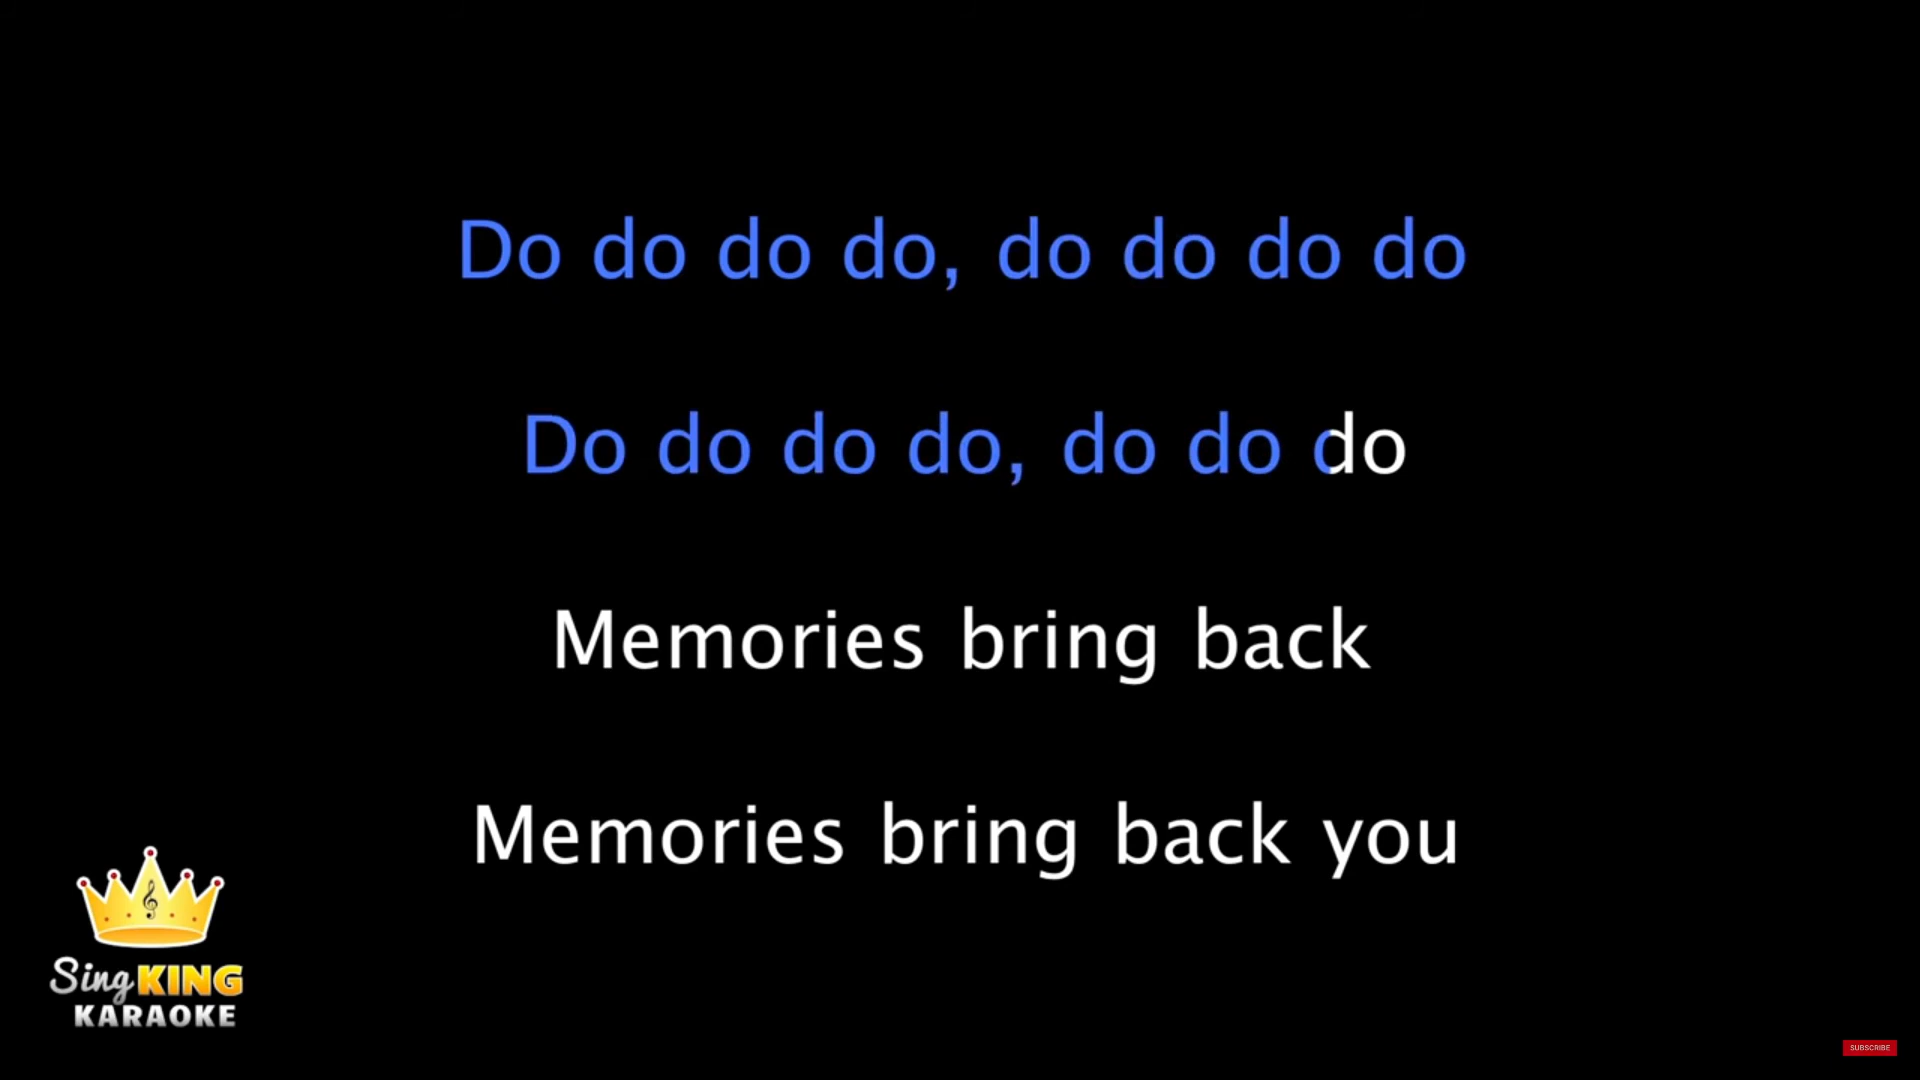 Do do do do, do do do do
Do do do do, do do do
Memories bring back
Memories bring back you
Sing KING
KARAOKE
SUBSCRIBE